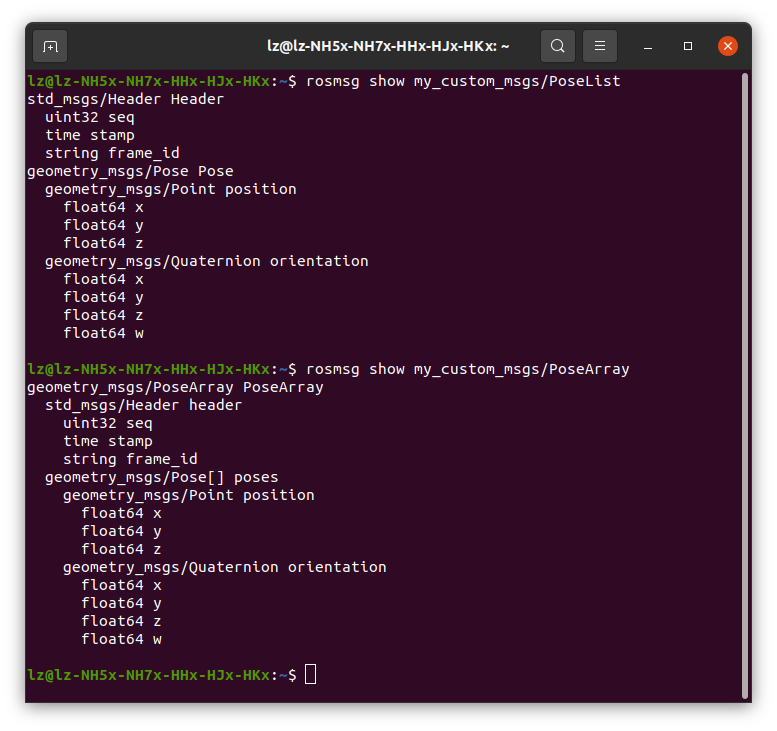 lz@lz-NH5x-NH7x-HHx-HJx-HKx: ~
lz@lz-NH5x-NH7x-HHx-HJx-HKx:~$ rosmsg show my_custom_msgs/PoseList
std_msgs/Header Header
  uint32 seq
  time stamp
  string frame_id
geometry_msgs/Pose Pose
  geometry_msgs/Point position
    float64 x
    float64 y
    float64 z
  geometry_msgs/Quaternion orientation
    float64 x
    float64 y
    float64 z
    float64 w

lz@lz-NH5x-NH7x-HHx-HJx-HKx:~$ rosmsg show my_custom_msgs/PoseArray
geometry_msgs/PoseArray PoseArray
  std_msgs/Header header
    uint32 seq
    time stamp
    string frame_id
  geometry_msgs/Pose[] poses
    geometry_msgs/Point position
      float64 x
      float64 y
      float64 z
    geometry_msgs/Quaternion orientation
      float64 x
      float64 y
      float64 z
      float64 w

lz@lz-NH5x-NH7x-HHx-HJx-HKx:~$